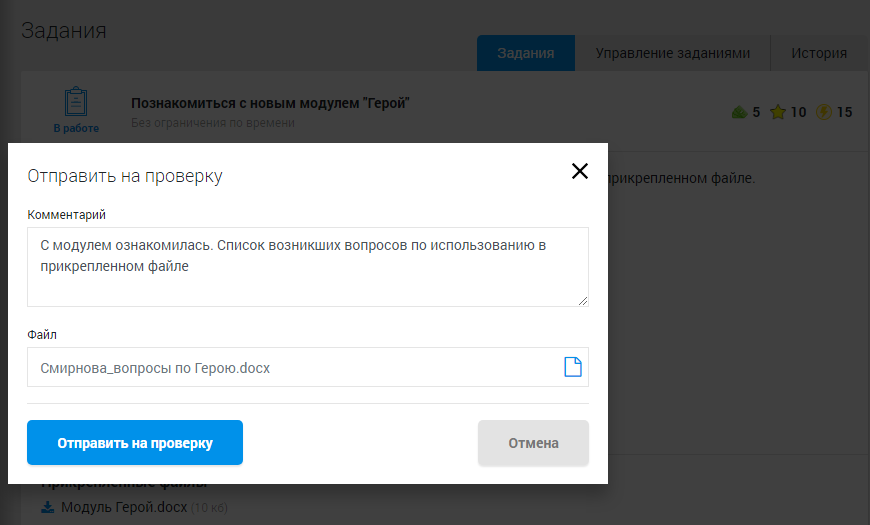 Задания
Задания Управление заданиями История
Познакомиться с новым модулем "Герой"
Без ограничения по времени
В работе
5 10 15
прикрепленном файле.
Отправить на проверку
Комментарий
С модулем ознакомилась. Список возникших вопросов по использованию в
прикрепленном файле
Файл
Смирнова_вопросы по Герою.docx
Отправить на проверку Отмена
Прикрепленные файлы
Модуль Герой.docx (10 кб)